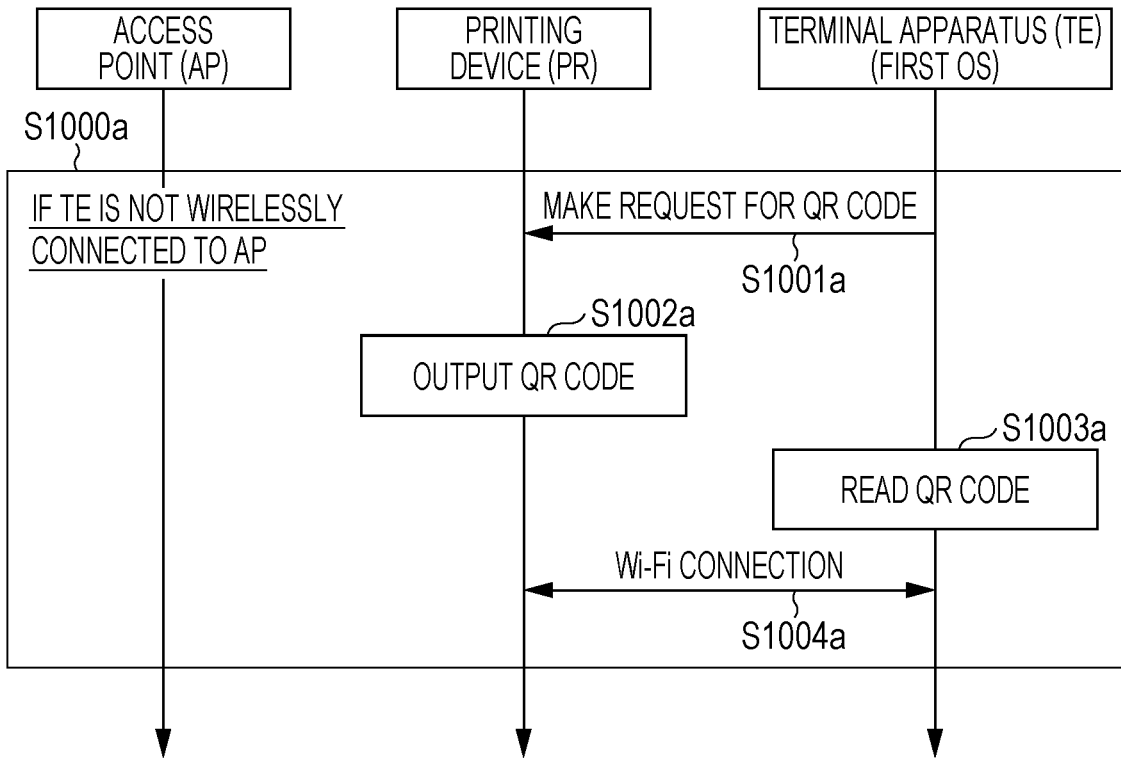 ACCESS
POINT (AP)
PRINTING
DEVICE (PR)
TERMINAL APPARATUS (TE)
(FIRST OS)
S1000a
IF TE IS NOT WIRELESSLY
CONNECTED TO AP
MAKE REQUEST FOR QR CODE
S1001a
S1002a
OUTPUT QR CODE
S1003a
READ QR CODE
Wi-Fi CONNECTION
S1004a